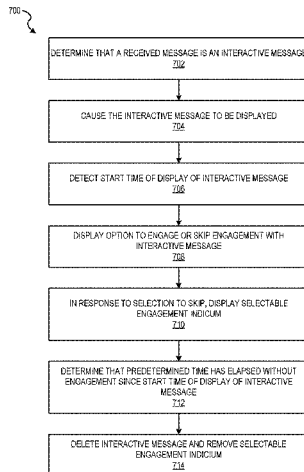 700
DETERMINE THAT A RECEIVED MESSAGE IS AN INTERACTIVE MESSAGE
702
CAUSE THE INTERACTIVE MESSAGE TO BE DISPLAYED
704
DETECT START TIME OF DISPLAY OF INTERACTIVE MESSAGE
706
DISPLAY OPTION TO ENGAGE OR SKIP ENGAGEMENT WITH
INTERACTIVE MESSAGE
708
IN RESPONSE TO SELECTION TO SKIP, DISPLAY SELECTABLE
ENGAGEMENT INDICIUM
710
DETERMINE THAT PREDETERMINED TIME HAS ELAPSED WITHOUT
ENGAGEMENT SINCE START TIME OF DISPLAY OF INTERACTIVE
MESSAGE
712
DELETE INTERACTIVE MESSAGE AND REMOVE SELECTABLE
ENGAGEMENT INDICIUM
714